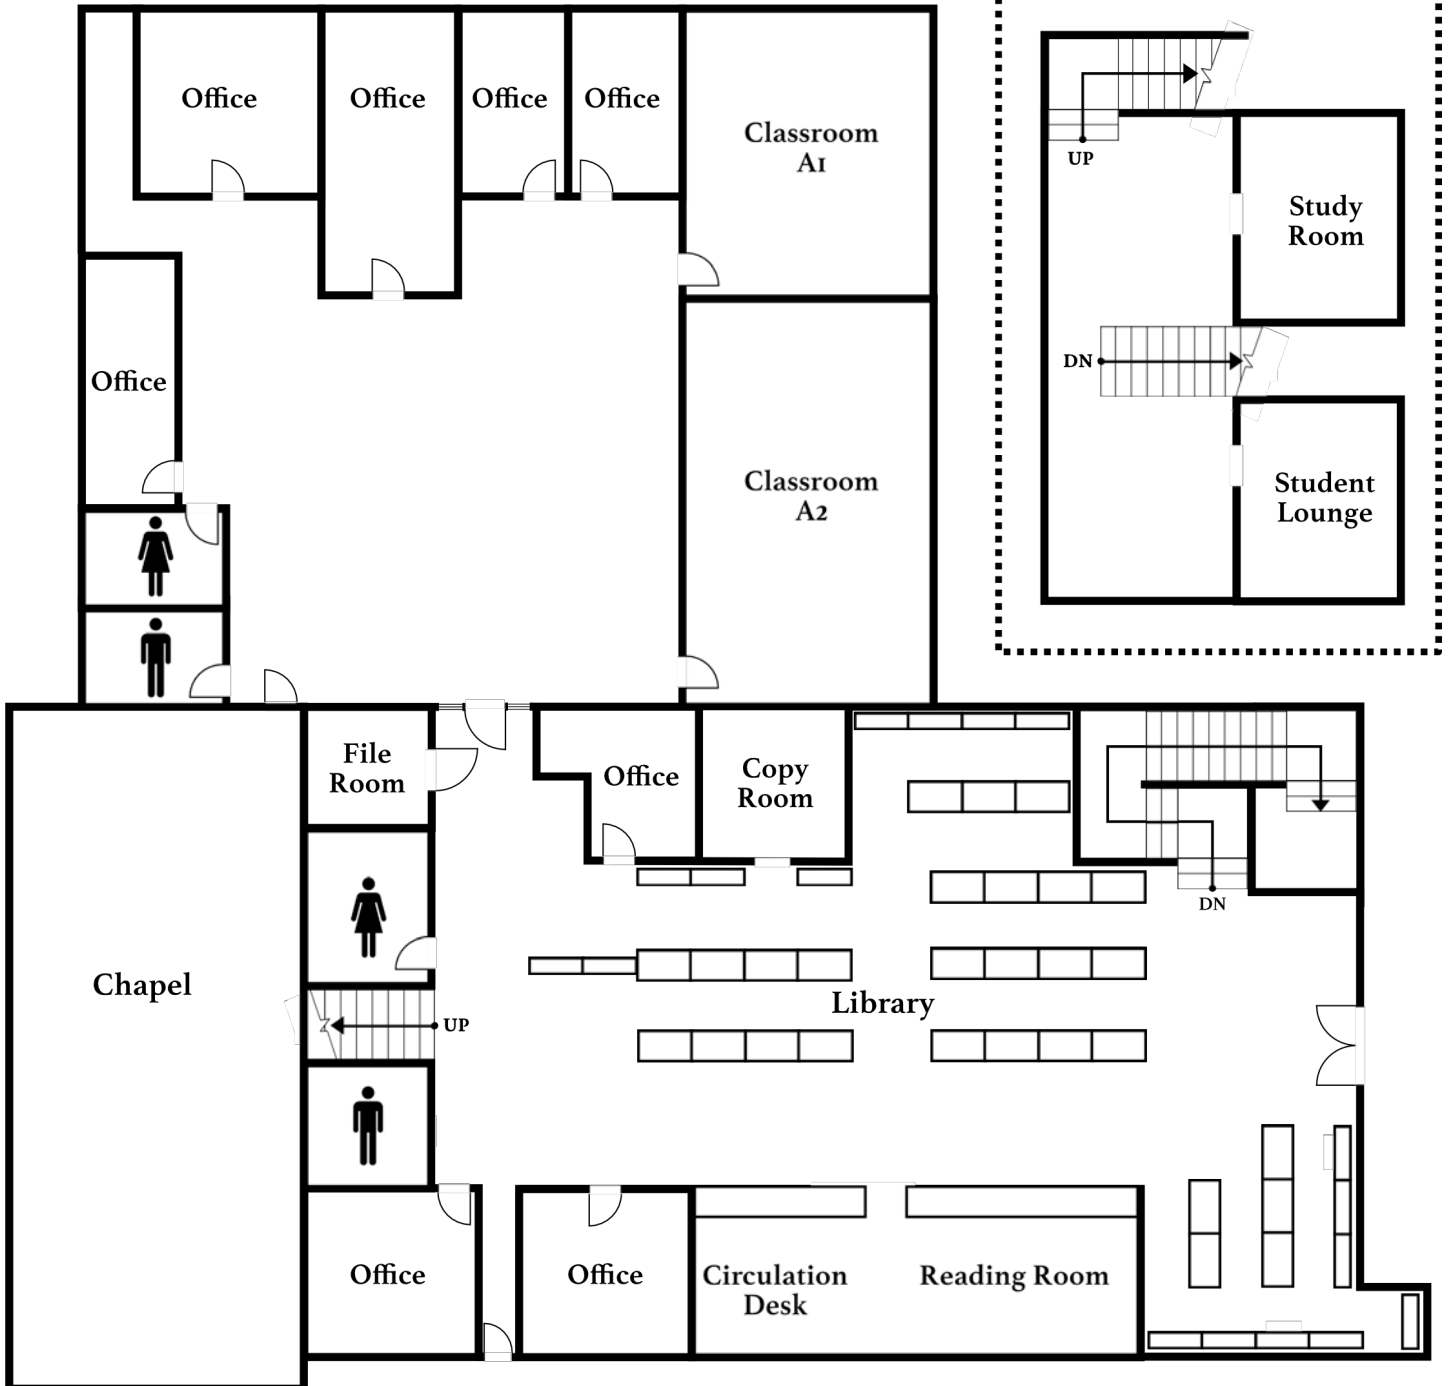 Office
Office
Office
Office
Classroom
A1
UP
Study
Room
DN
Office
Classroom
A2
Student
Lounge
File
Room
Office
Copy
Room
DN
Chapel
Library
UP
Office
Office
Circulation
Desk
Reading Room